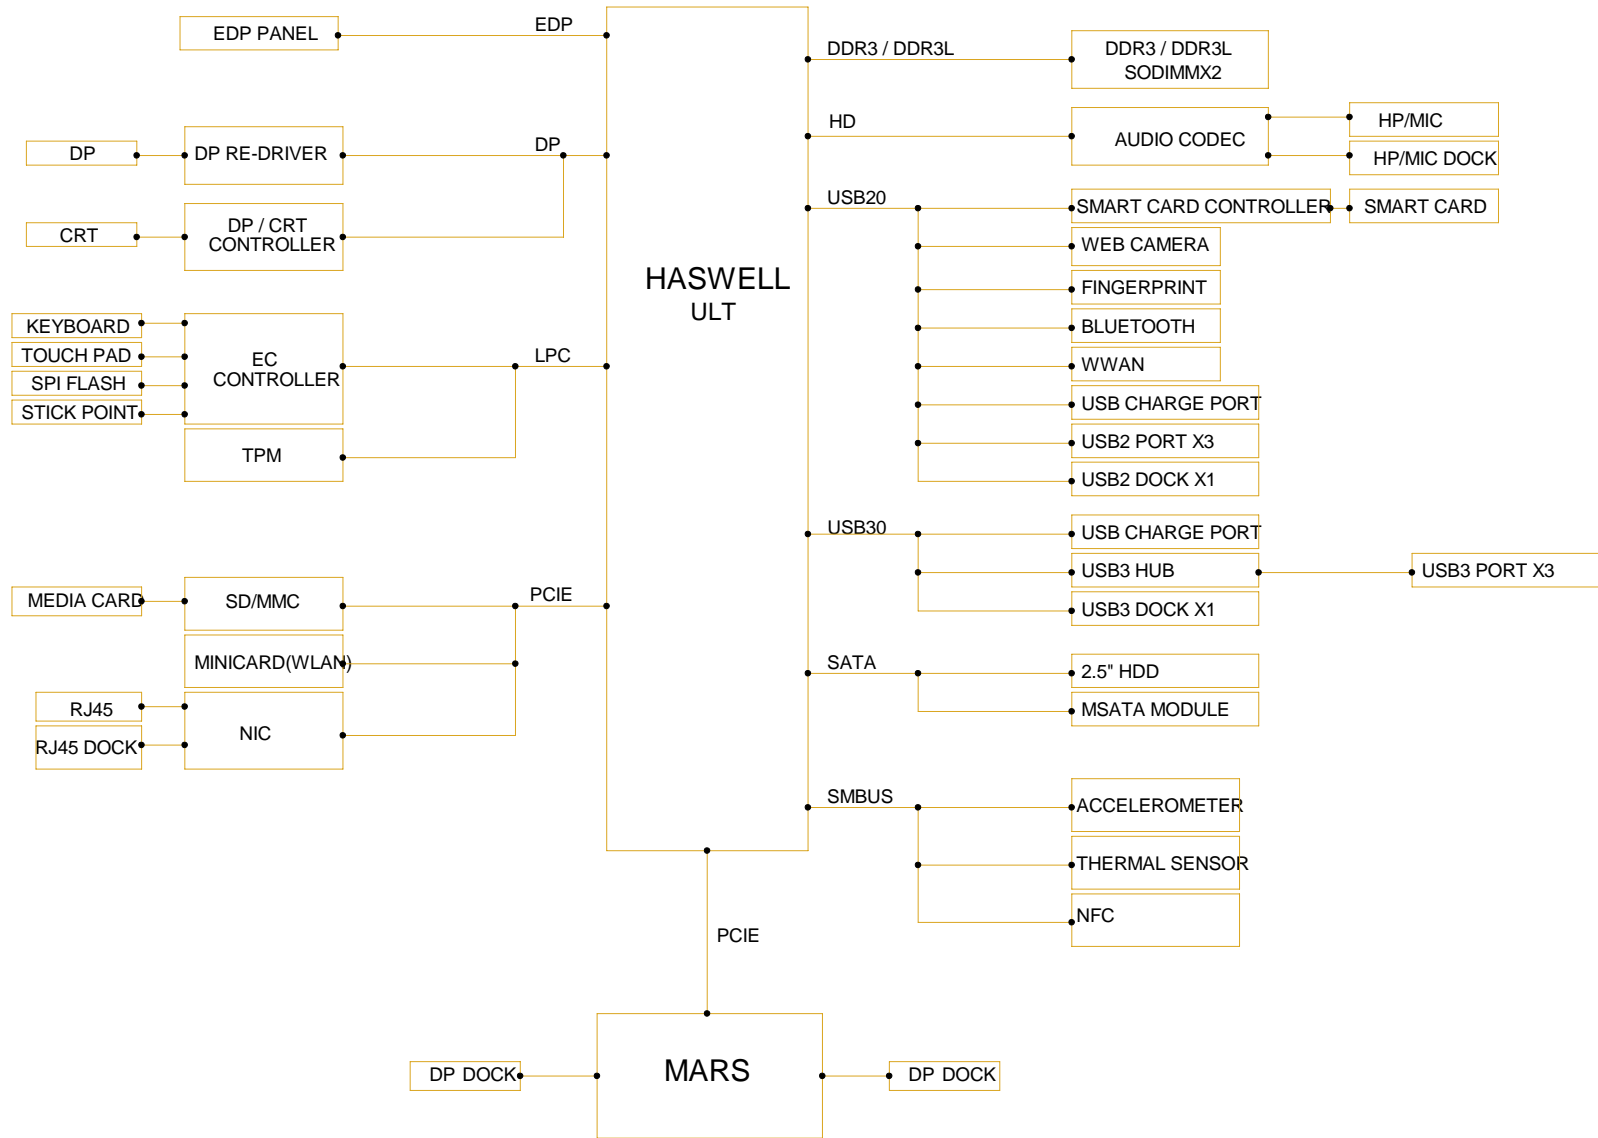 EDP PANEL
EDP
DP
DP RE-DRIVER
DP
CRT
DP / CRT
CONTROLLER
KEYBOARD
TOUCH PAD
SPI FLASH
STICK POINT
EC
CONTROLLER
LPC
TPM
MEDIA CARD
SD/MMC
PCIE
MINICARD(WLAN)
RJ45
RJ45 DOCK
NIC
HASWELL
ULT
DDR3 / DDR3L
DDR3 / DDR3L
SODIMMX2
HD
AUDIO CODEC
HP/MIC
HP/MIC DOCK
USB20
SMART CARD CONTROLLER
SMART CARD
WEB CAMERA
FINGERPRINT
BLUETOOTH
WWAN
USB CHARGE PORT
USB2 PORT X3
USB2 DOCK X1
USB30
USB CHARGE PORT
USB3 HUB
USB3 PORT X3
USB3 DOCK X1
SATA
2.5" HDD
MSATA MODULE
SMBUS
ACCELEROMETER
THERMAL SENSOR
NFC
PCIE
DP DOCK
MARS
DP DOCK